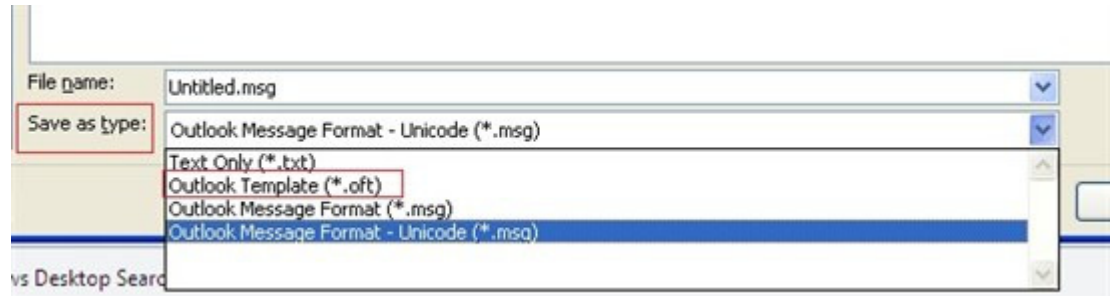 File name: Untitled.msg
Save as type: Outlook Message Format - Unicode (*.msg)
Text Only (*.txt)
Outlook Template (*.oft)
Outlook Message Format (*.msg)
Outlook Message Format - Unicode (*.msg)
Desktop